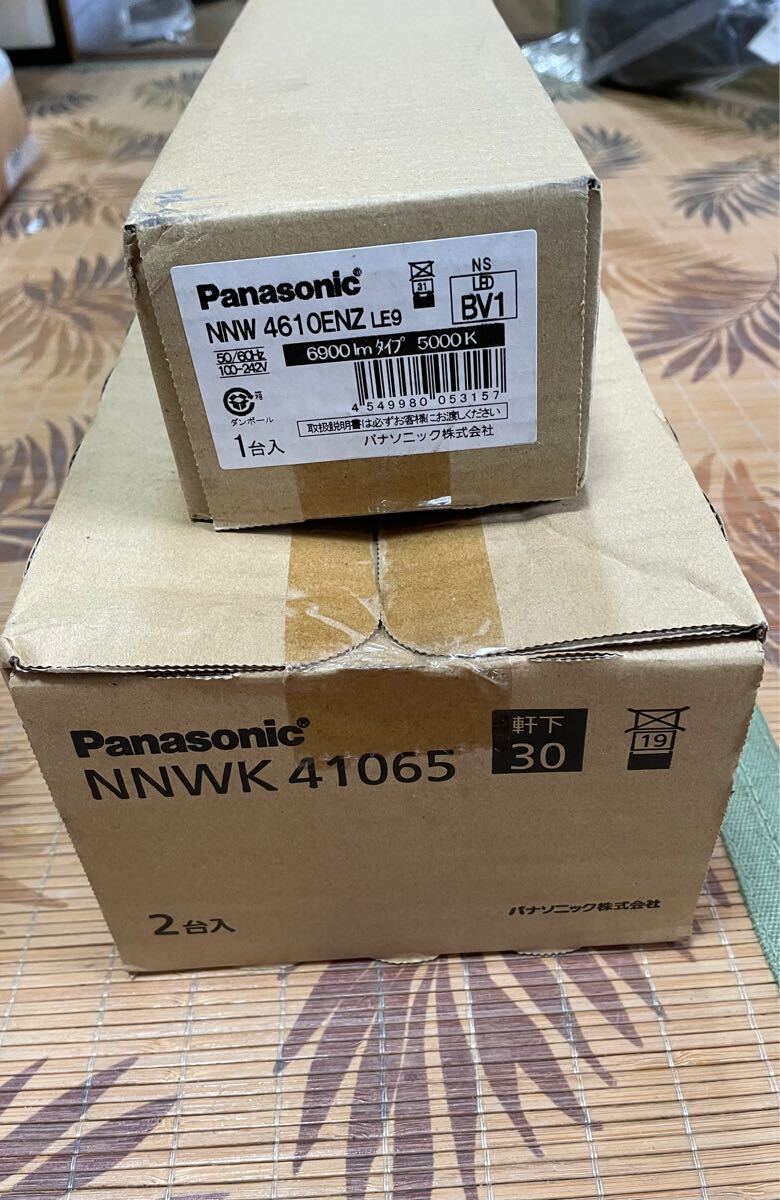 Panasonic®
NNW 4610ENZ LE9
31
NS
LED
BV1
50/60Hz
100-242V
6900 lmタイプ 5000K
箱
ダンボール
4 549980 053157
取扱説明書は必ずお客様にお渡しください
1台入
パナソニック株式会社
Panasonic®
NNWK 41065
軒下
30
19
2台入
パナソニック株式会社